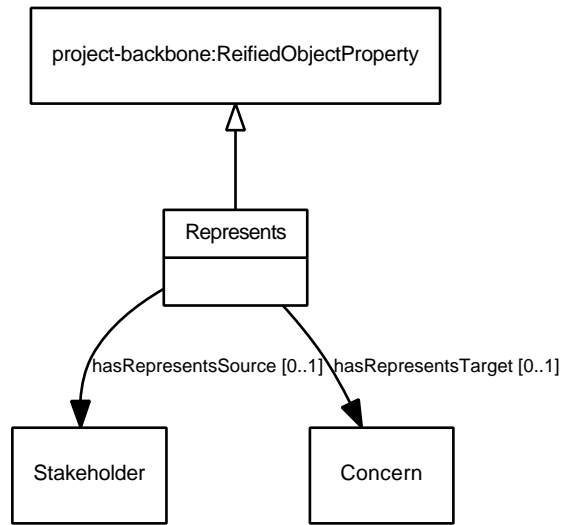 project-backbone:ReifiedObjectProperty
Represents
hasRepresentsSource [0..1]
hasRepresentsTarget [0..1]
Stakeholder
Concern